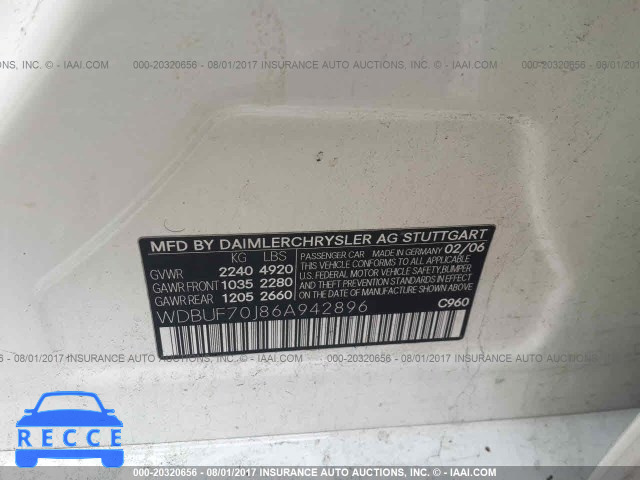 ANCE AUTO AUCTIONS, INC. - IAAI.COM
000-20320656 - 08/01/2017 INSURANCE AUTO AUCTIONS, INC. - IAAI.COM
000-20320656 - 08/01/
MFD BY DAIMLERCHRYSLER AG STUTTGART
KG LBS
PASSENGER CAR MADE IN GERMANY 02/06
GVWR 2240 4920
THIS VEHICLE CONFORMS TO ALL APPLICABLE
GAWR FRONT 1035 2280
U.S. FEDERAL MOTOR VEHICLE SAFETY, BUMPER
GAWR REAR 1205 2660
AND THEFT PREVENTION STANDARDS IN EFFECT
ON THE DATE OF MANUFACTURE SHOWN ABOVE.
WDBUF70J86A942896
C960
- 08/01/2017 INSURANCE AUTO AUCTIONS, INC. - IAAI.COM
000-20320656 - 08/01/2017 INSURANCE AUTO AUCTIONS, INC. - IAAI
RECCE
000-20320656 - 08/01/2017 INSURANCE AUTO AUCTIONS, INC. - IAAI.COM